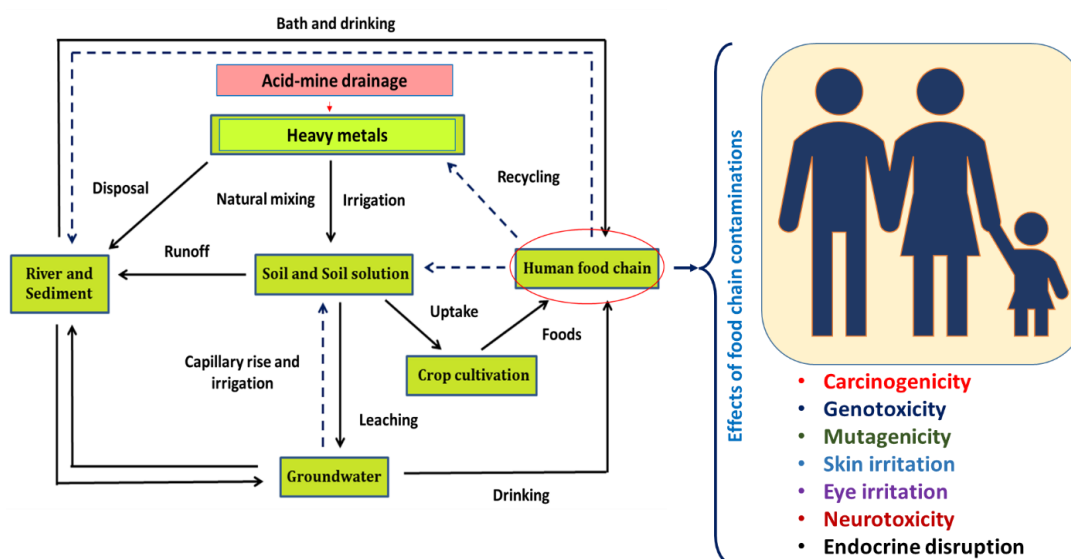 Bath and drinking
Acid-mine drainage
Heavy metals
Disposal
Natural mixing
Irrigation
Recycling
Runoff
River and
Sediment
Soil and Soil solution
Human food chain
Uptake
Foods
Capillary rise and
irrigation
Crop cultivation
Leaching
Groundwater
Drinking
Effects of food chain contaminations
• Carcinogenicity
• Genotoxicity
• Mutagenicity
• Skin irritation
• Eye irritation
• Neurotoxicity
• Endocrine disruption